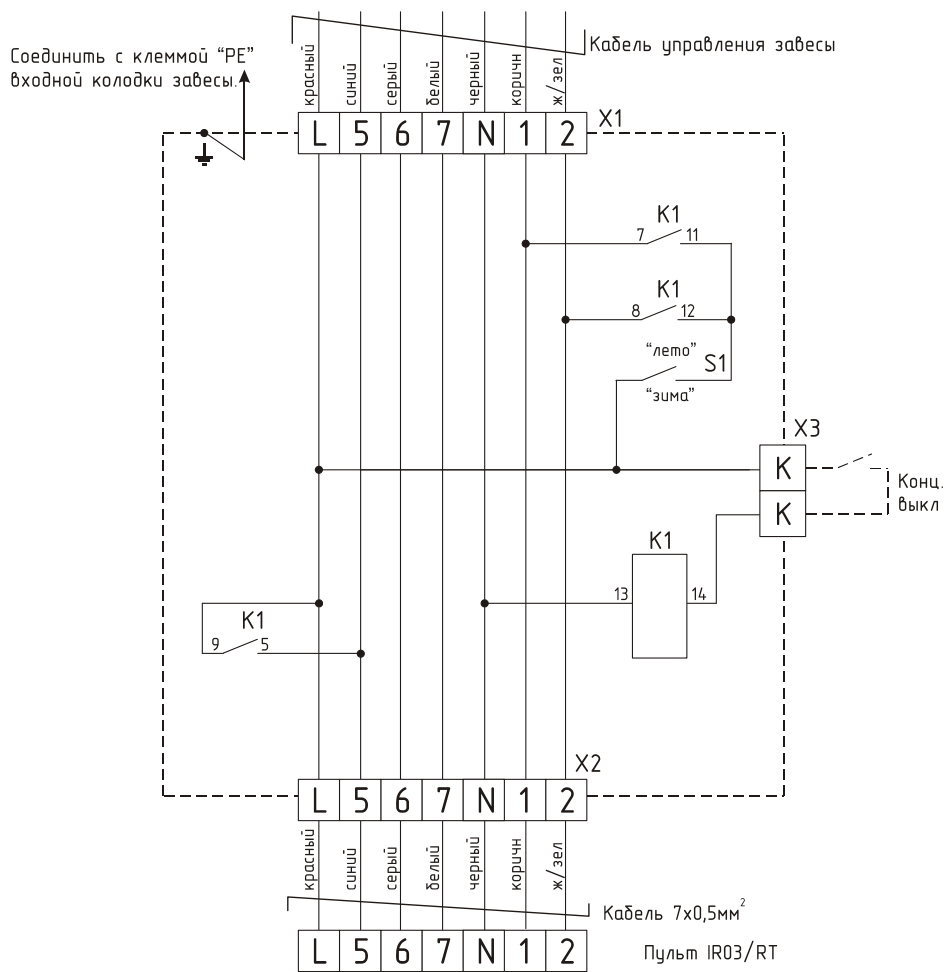 Соединить с клеммой “PE”
входной колодки завесы.
Кабель управления завесы
красный
синий
серый
белый
черный
коричн
ж/зел
L 5 6 7 N 1 2
X1
K1
7 11
K1
8 12
“лето”
S1
“зима”
X3
K
K
Конц.
выкл
K1
13 14
K1
9 5
X2
L 5 6 7 N 1 2
красный
синий
серый
белый
черный
коричн
ж/зел
Кабель 7х0,5мм²
L 5 6 7 N 1 2
Пульт IR03/RT